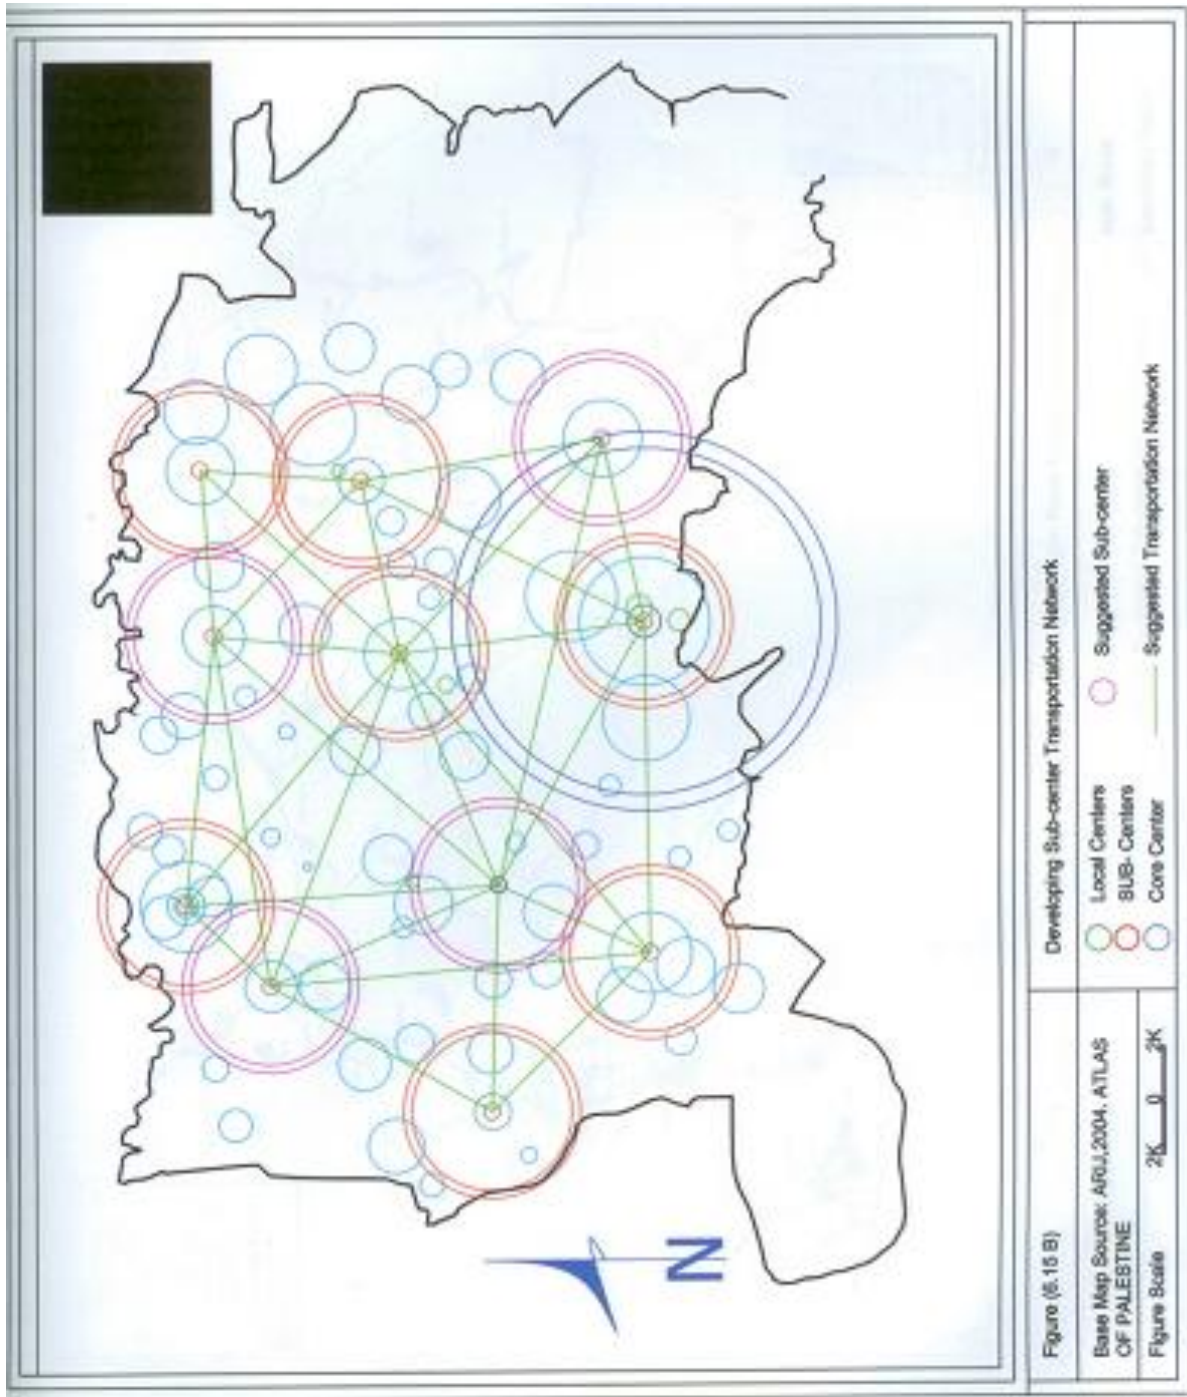 N
Figure (6.15 B)
Developing Sub-center Transportation Network
Base Map Source: ARIJ,2004. ATLAS
OF PALESTINE
Figure Scale
2K 0 2K
Local Centers
SUB- Centers
Core Center
Suggested Sub-center
Suggested Transportation Network